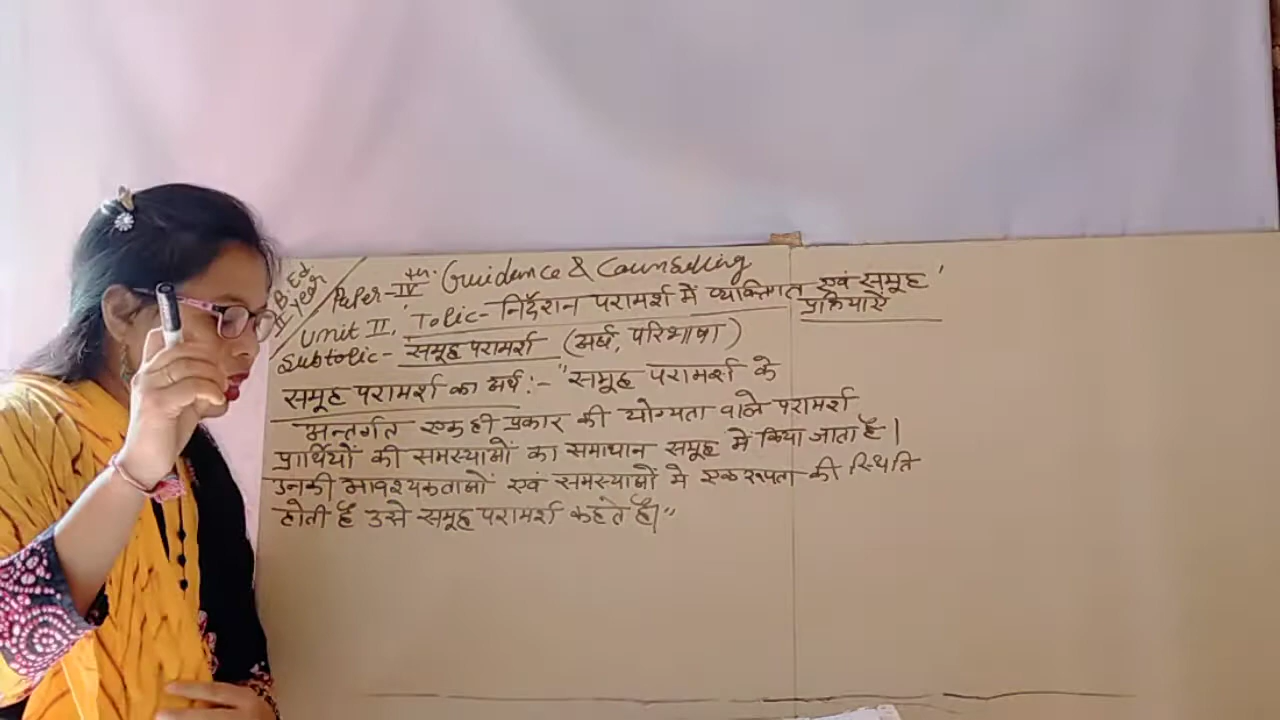 B.Ed.
II Year
Paper-IVth. Guidence & Counselling
Unit II. Topic- निर्देशन परामर्श में व्यक्तिगत एवं समूह
प्रक्रियाएँ
Subtopic- समूह परामर्श (अर्थ, परिभाषा)
समूह परामर्श का अर्थ:- "समूह परामर्श के
अन्तर्गत एक ही प्रकार की योग्यता वाले परामर्श
प्रार्थियों की समस्याओं का समाधान समूह में किया जाता है।
उनकी आवश्यकताओं एवं समस्याओं मे एकरूपता की स्थिति
होती है उसे समूह परामर्श कहते है।"